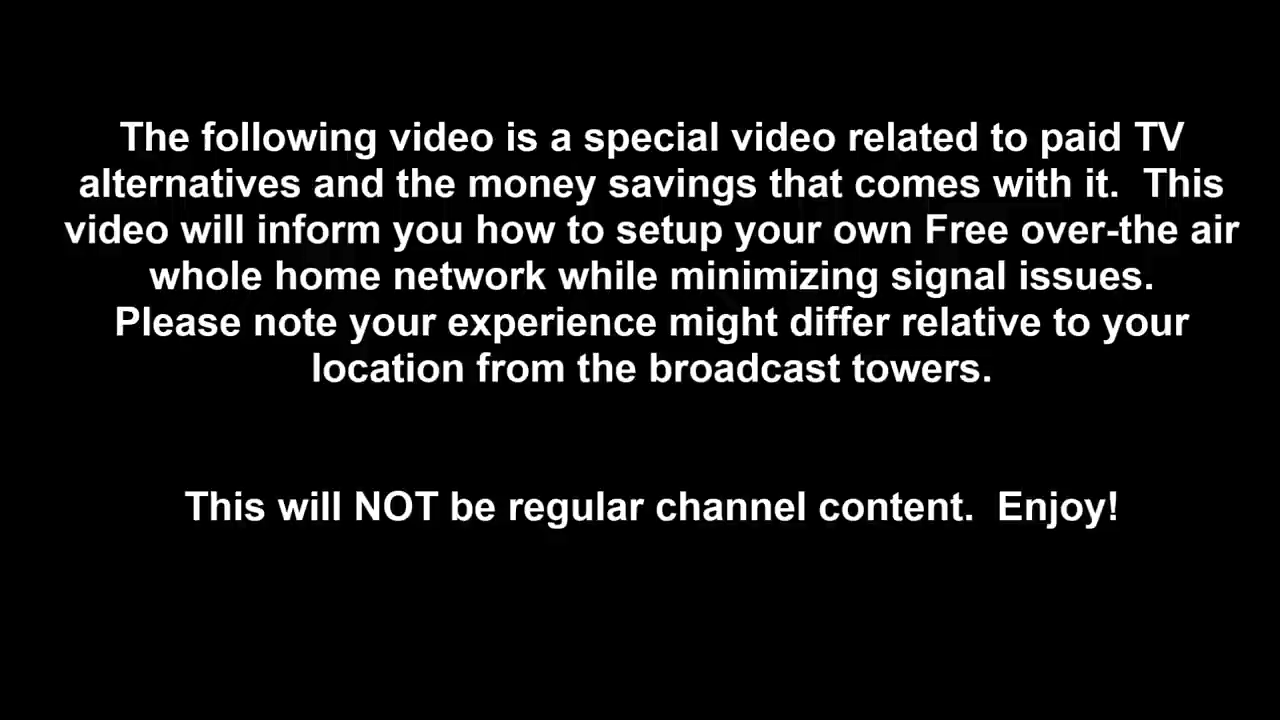 The following video is a special video related to paid TV
alternatives and the money savings that comes with it.  This
video will inform you how to setup your own Free over-the air
whole home network while minimizing signal issues.
Please note your experience might differ relative to your
location from the broadcast towers.
This will NOT be regular channel content.  Enjoy!